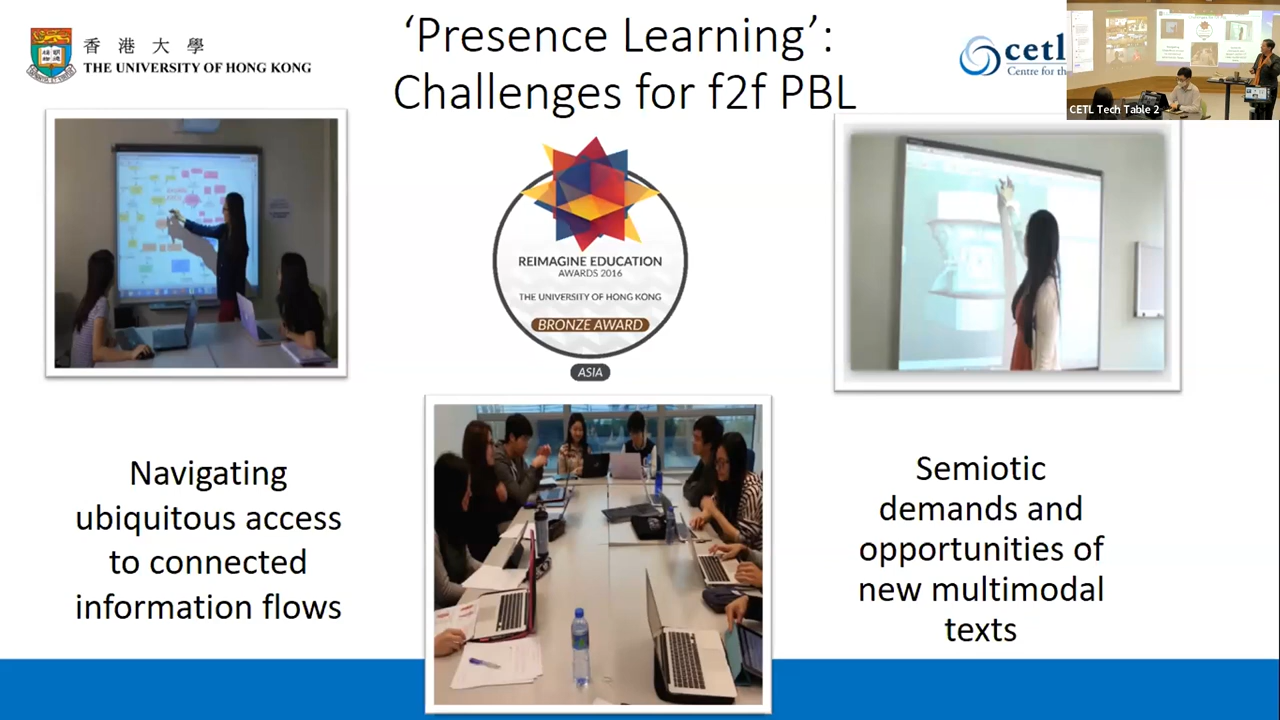 香港大學
THE UNIVERSITY OF HONG KONG
‘Presence Learning’:
Challenges for f2f PBL
cetl
Centre for the
CETL Tech Table 2
REIMAGINE EDUCATION
AWARDS 2016
THE UNIVERSITY OF HONG KONG
BRONZE AWARD
ASIA
Navigating
ubiquitous access
to connected
information flows
Semiotic
demands and
opportunities of
new multimodal
texts